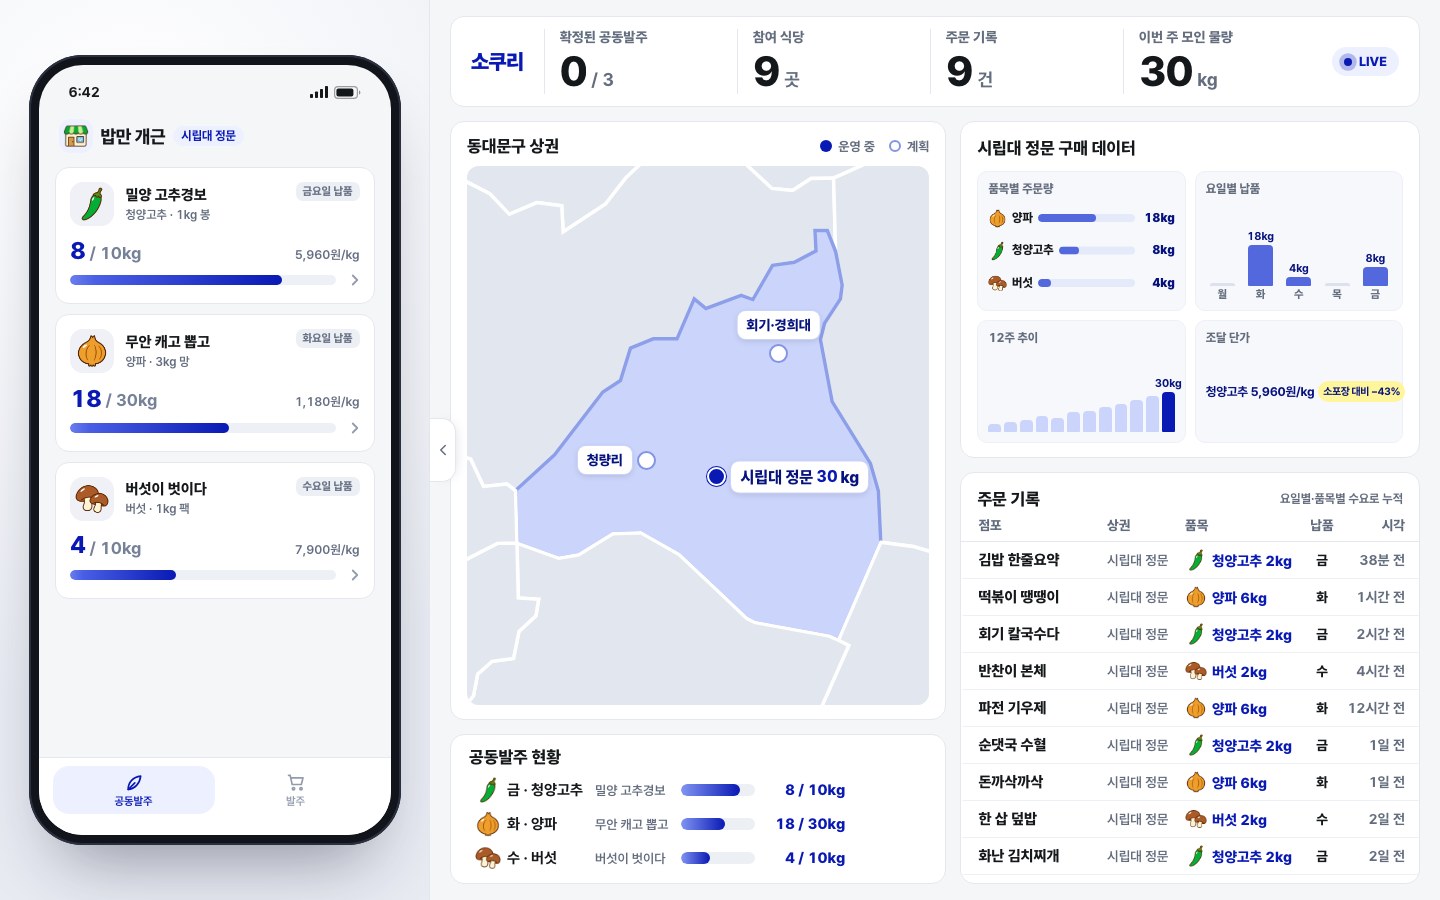 6:42
밥만 개근
시립대 정문
밀양 고추경보
금요일 납품
청양고추 · 1kg 봉
8 / 10kg
5,960원/kg
무안 캐고 뽑고
화요일 납품
양파 · 3kg 망
18 / 30kg
1,180원/kg
버섯이 벗이다
수요일 납품
버섯 · 1kg 팩
4 / 10kg
7,900원/kg
공동발주
발주
소쿠리
확정된 공동발주
0 / 3
참여 식당
9 곳
주문 기록
9 건
이번 주 모인 물량
30 kg
LIVE
동대문구 상권
운영 중
계획
회기·경희대
청량리
시립대 정문 30 kg
공동발주 현황
금 · 청양고추 밀양 고추경보 8 / 10kg
화 · 양파 무안 캐고 뽑고 18 / 30kg
수 · 버섯 버섯이 벗이다 4 / 10kg
시립대 정문 구매 데이터
품목별 주문량
양파 18kg
청양고추 8kg
버섯 4kg
요일별 납품
18kg
4kg
8kg
월 화 수 목 금
12주 추이
30kg
조달 단가
청양고추 5,960원/kg 소포장 대비 −43%
주문 기록
요일별·품목별 수요로 누적
점포 상권 품목 납품 시각
김밥 한줄요약 시립대 정문 청양고추 2kg 금 38분 전
떡볶이 땡땡이 시립대 정문 양파 6kg 화 1시간 전
회기 칼국수다 시립대 정문 청양고추 2kg 금 2시간 전
반찬이 본체 시립대 정문 버섯 2kg 수 4시간 전
파전 기우제 시립대 정문 양파 6kg 화 12시간 전
순댓국 수혈 시립대 정문 청양고추 2kg 금 1일 전
돈까삭까삭 시립대 정문 양파 6kg 화 1일 전
한 삽 덮밥 시립대 정문 버섯 2kg 수 2일 전
화난 김치찌개 시립대 정문 청양고추 2kg 금 2일 전